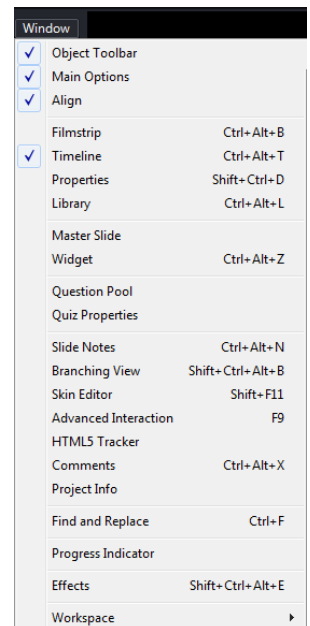 Window
Object Toolbar
Main Options
Align
Filmstrip Ctrl+Alt+B
Timeline Ctrl+Alt+T
Properties Shift+Ctrl+D
Library Ctrl+Alt+L
Master Slide
Widget Ctrl+Alt+Z
Question Pool
Quiz Properties
Slide Notes Ctrl+Alt+N
Branching View Shift+Ctrl+Alt+B
Skin Editor Shift+F11
Advanced Interaction F9
HTML5 Tracker
Comments Ctrl+Alt+X
Project Info
Find and Replace Ctrl+F
Progress Indicator
Effects Shift+Ctrl+Alt+E
Workspace